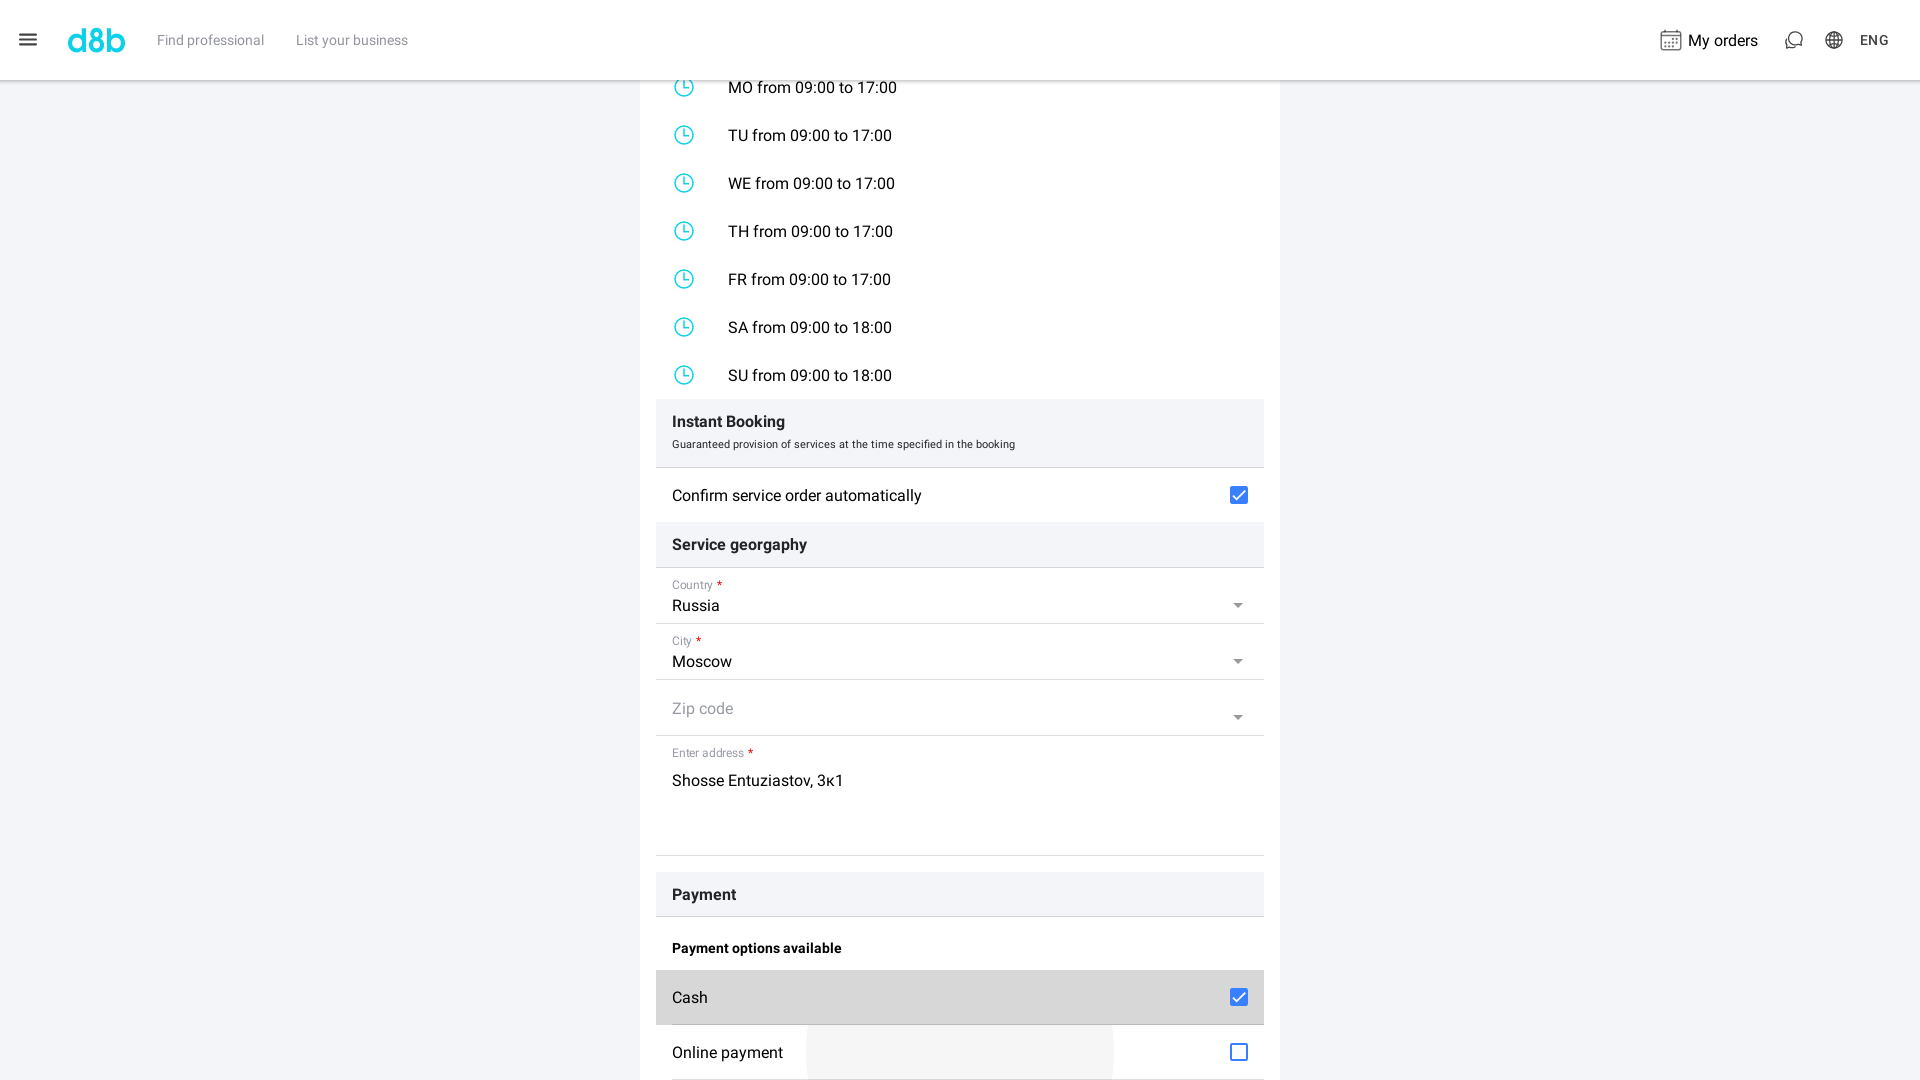 d8b
Find professional
List your business
My orders
ENG
MO from 09:00 to 17:00
TU from 09:00 to 17:00
WE from 09:00 to 17:00
TH from 09:00 to 17:00
FR from 09:00 to 17:00
SA from 09:00 to 18:00
SU from 09:00 to 18:00
Instant Booking
Guaranteed provision of services at the time specified in the booking
Confirm service order automatically
Service georgaphy
Country *
Russia
City *
Moscow
Zip code
Enter address *
Shosse Entuziastov, 3к1
Payment
Payment options available
Cash
Online payment